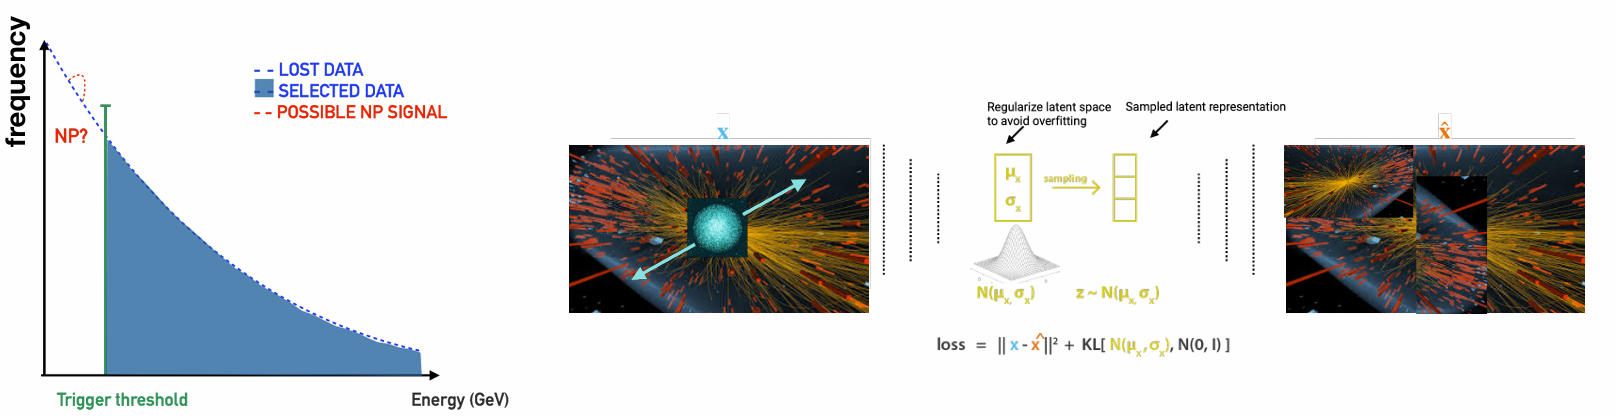 frequency
LOST DATA
SELECTED DATA
POSSIBLE NP SIGNAL
NP?
Trigger threshold
Energy (GeV)
x
Regularize latent space
to avoid overfitting
Sampled latent representation
μx
σx
sampling
N(μx, σx)
z ~ N(μx, σx)
x̂
loss = || x - x̂ ||² + KL[ N(μx, σx), N(0, I) ]